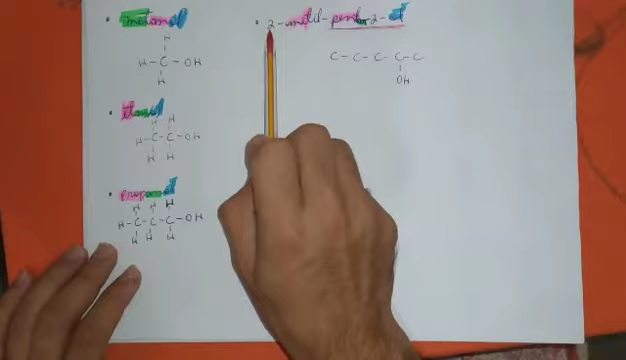 • metanol
H
H - C - OH
H
• etanol
H H
H - C - C - OH
H H
• propanol
H H H
H - C - C - C - OH
H H H
• 2-metil-pentan-2-ol
C - C - C - C - C
OH